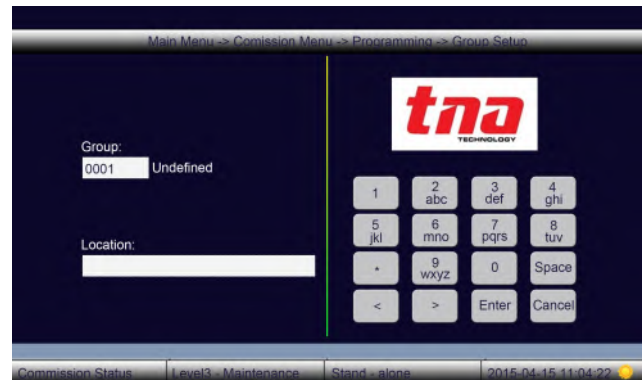 Main Menu -> Comission Menu -> Programming -> Group Setup
tna
TECHNOLOGY
Group:
0001 Undefined
Location:
1
2 abc
3 def
4 ghi
5 jkl
6 mno
7 pqrs
8 tuv
*
9 wxyz
0
Space
<
>
Enter
Cancel
Commission Status Level3 - Maintenance Stand - alone 2015-04-15 11:04:22